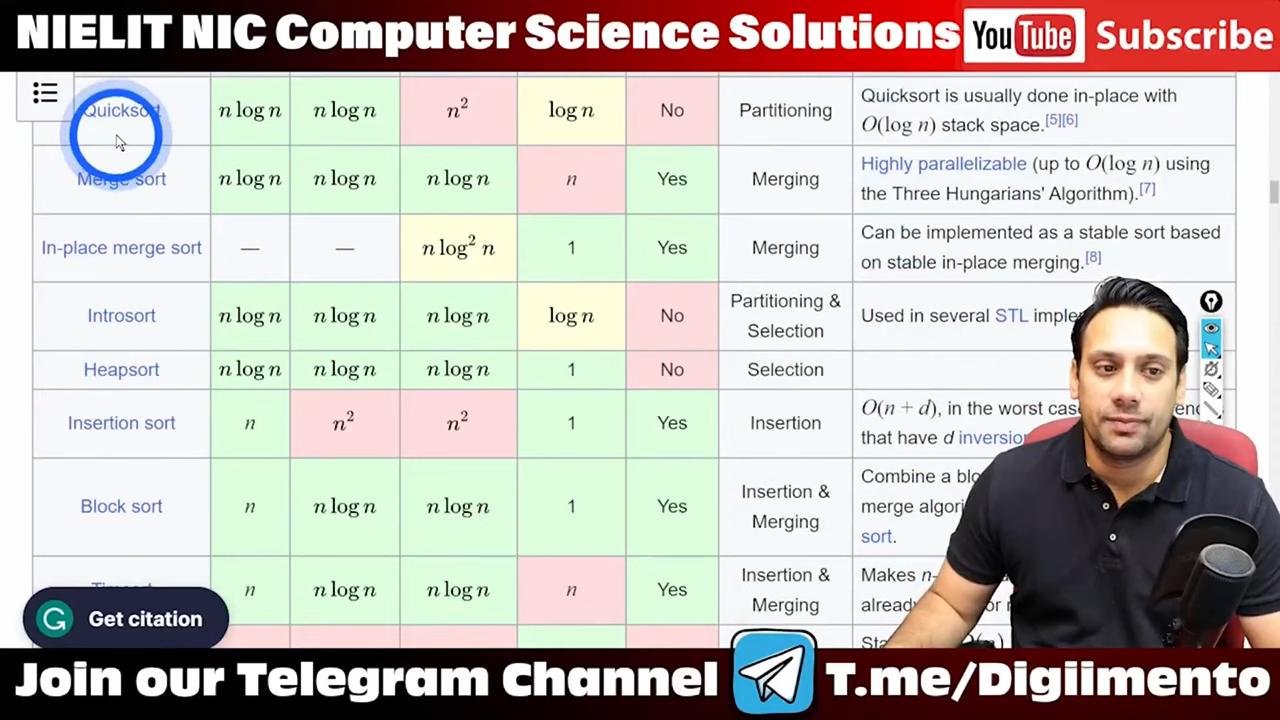 NIELIT NIC Computer Science Solutions YouTube Subscribe
Quicksort n log n n log n n² log n No Partitioning Quicksort is usually done in-place with
O(log n) stack space.[5][6]
Merge sort n log n n log n n log n n Yes Merging Highly parallelizable (up to O(log n) using
the Three Hungarians' Algorithm).[7]
In-place merge sort — — n log² n 1 Yes Merging Can be implemented as a stable sort based
on stable in-place merging.[8]
Introsort n log n n log n n log n log n No Partitioning &
Selection Used in several STL
Heapsort n log n n log n n log n 1 No Selection
Insertion sort n n² n² 1 Yes Insertion O(n + d), in the worst
that have d
Block sort n n log n n log n 1 Yes Insertion &
Merging Combine a
merge
sort.
Timsort n n log n n log n n Yes Insertion &
Merging Makes
Get citation
Join our Telegram Channel T.me/Digiimento